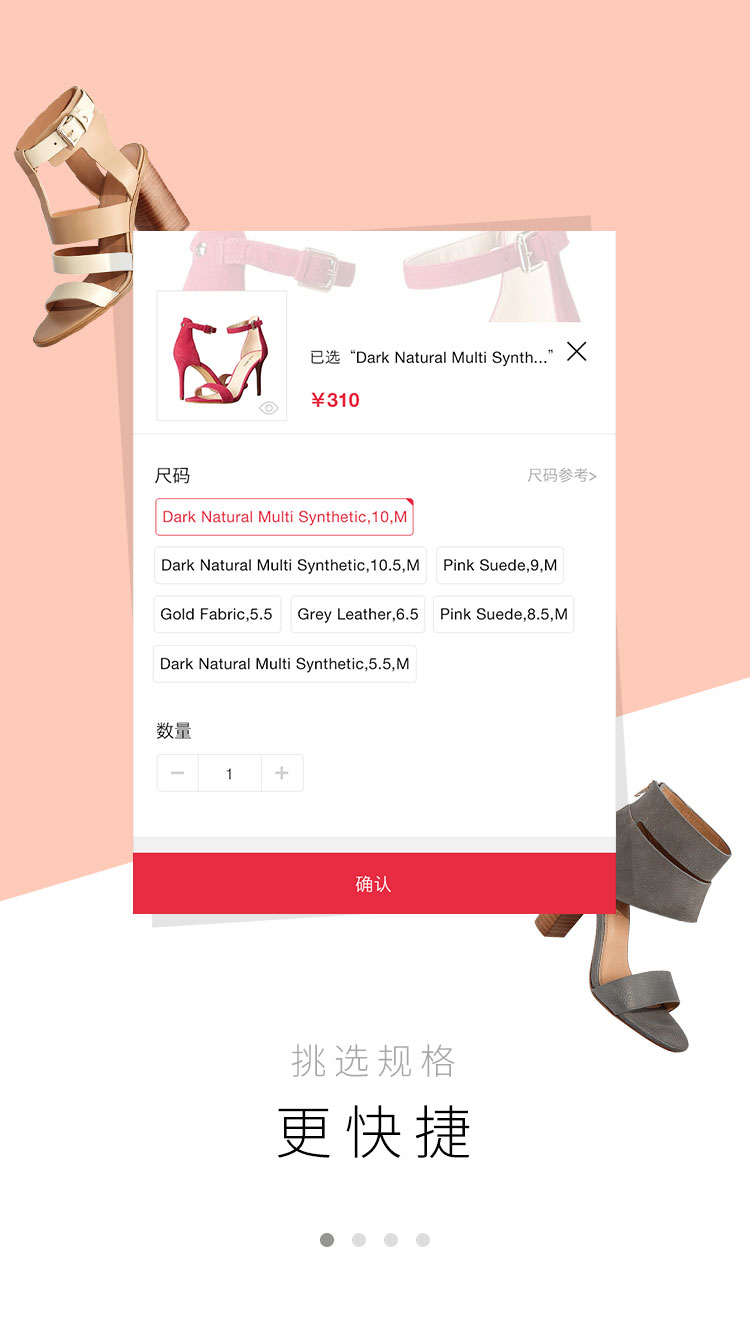 已选“Dark Natural Multi Synth...”
￥310
尺码
尺码参考>
Dark Natural Multi Synthetic,10,M
Dark Natural Multi Synthetic,10.5,M
Pink Suede,9,M
Gold Fabric,5.5
Grey Leather,6.5
Pink Suede,8.5,M
Dark Natural Multi Synthetic,5.5,M
数量
1
确认
挑选规格
更快捷